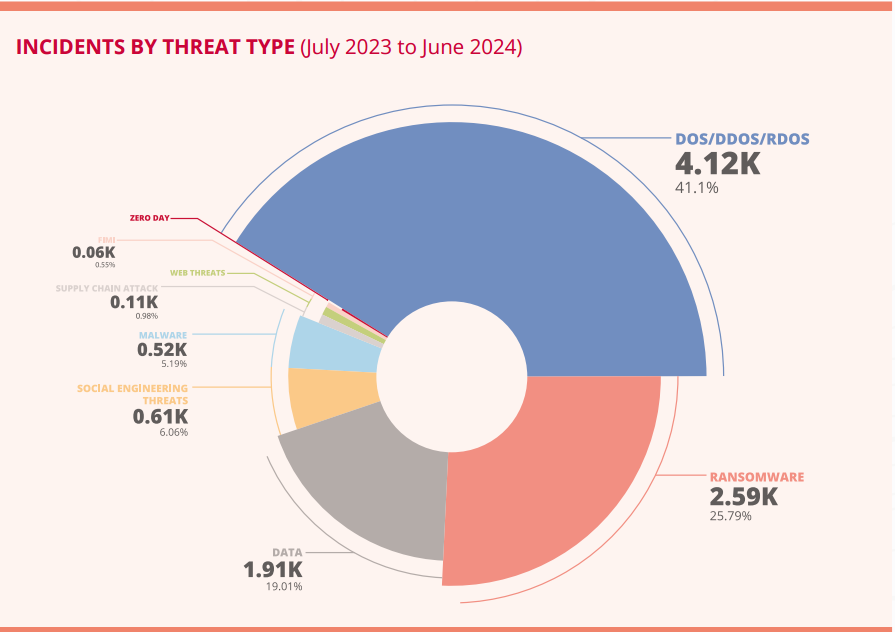 INCIDENTS BY THREAT TYPE (July 2023 to June 2024)
DOS/DDOS/RDOS
4.12K
41.1%
ZERO DAY
FIMI
0.06K
0.55%
WEB THREATS
SUPPLY CHAIN ATTACK
0.11K
0.98%
MALWARE
0.52K
5.19%
SOCIAL ENGINEERING
THREATS
0.61K
6.06%
RANSOMWARE
2.59K
25.79%
DATA
1.91K
19.01%